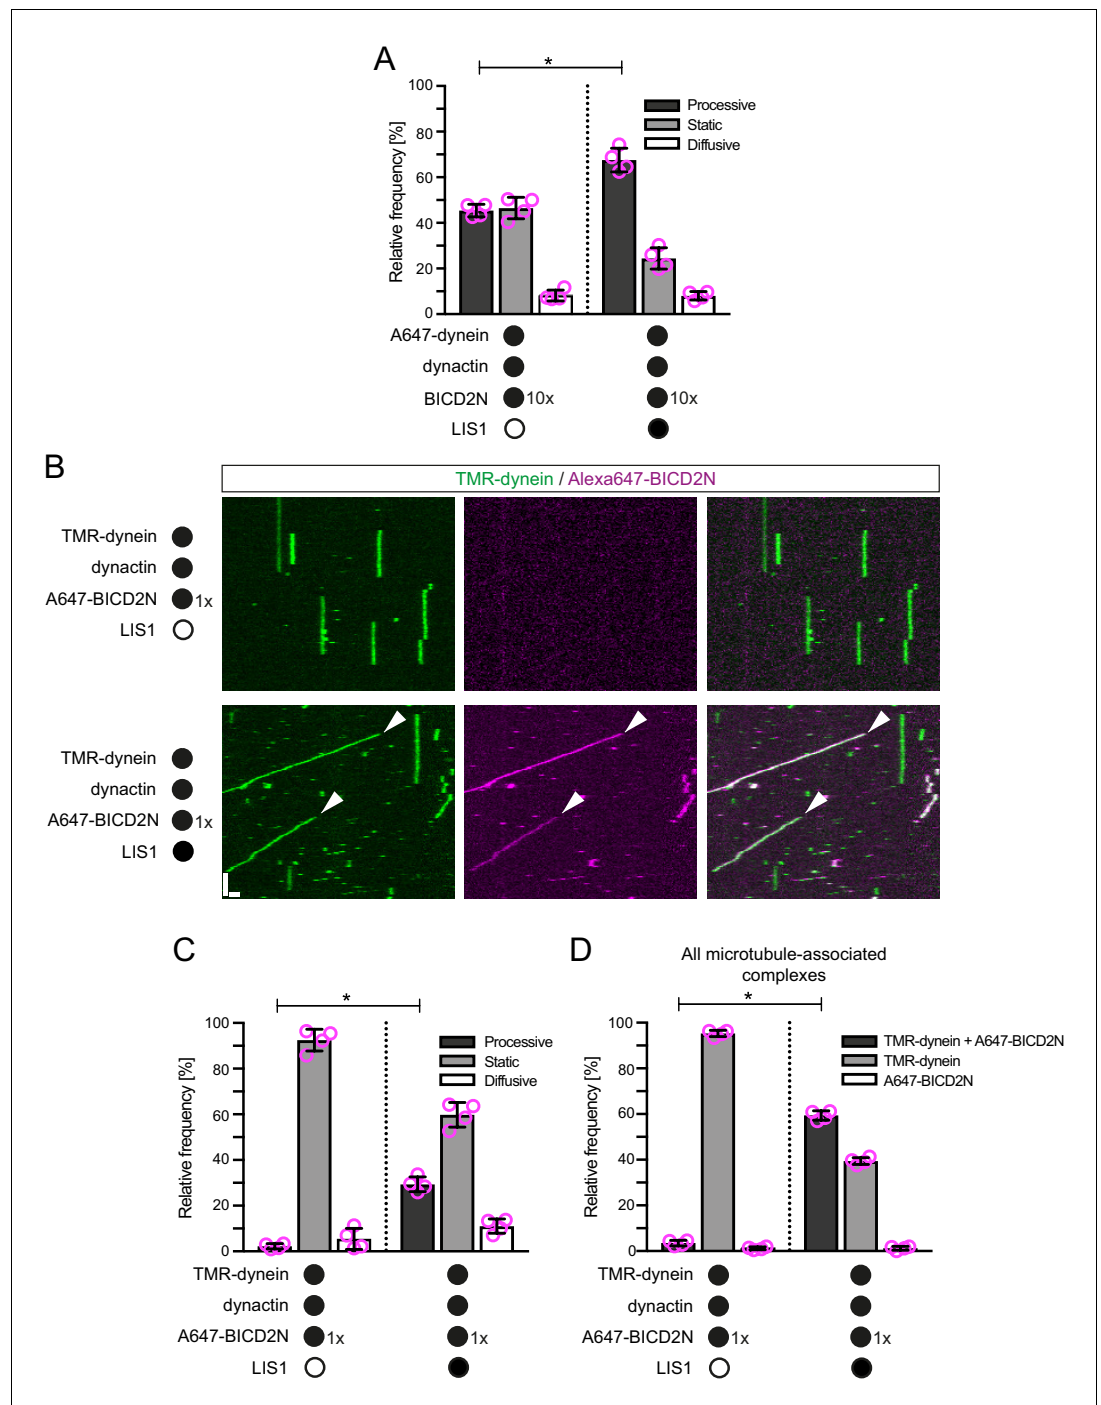 A
*
Relative frequency [%]
100
80
60
40
20
0
Processive
Static
Diffusive
A647-dynein
dynactin
BICD2N 10x 10x
LIS1
B
TMR-dynein / Alexa647-BICD2N
TMR-dynein
dynactin
A647-BICD2N 1x
LIS1
TMR-dynein
dynactin
A647-BICD2N 1x
LIS1
C
*
Relative frequency [%]
100
80
60
40
20
0
Processive
Static
Diffusive
TMR-dynein
dynactin
A647-BICD2N 1x 1x
LIS1
D
All microtubule-associated
complexes
*
Relative frequency [%]
100
80
60
40
20
0
TMR-dynein + A647-BICD2N
TMR-dynein
A647-BICD2N
TMR-dynein
dynactin
A647-BICD2N 1x 1x
LIS1